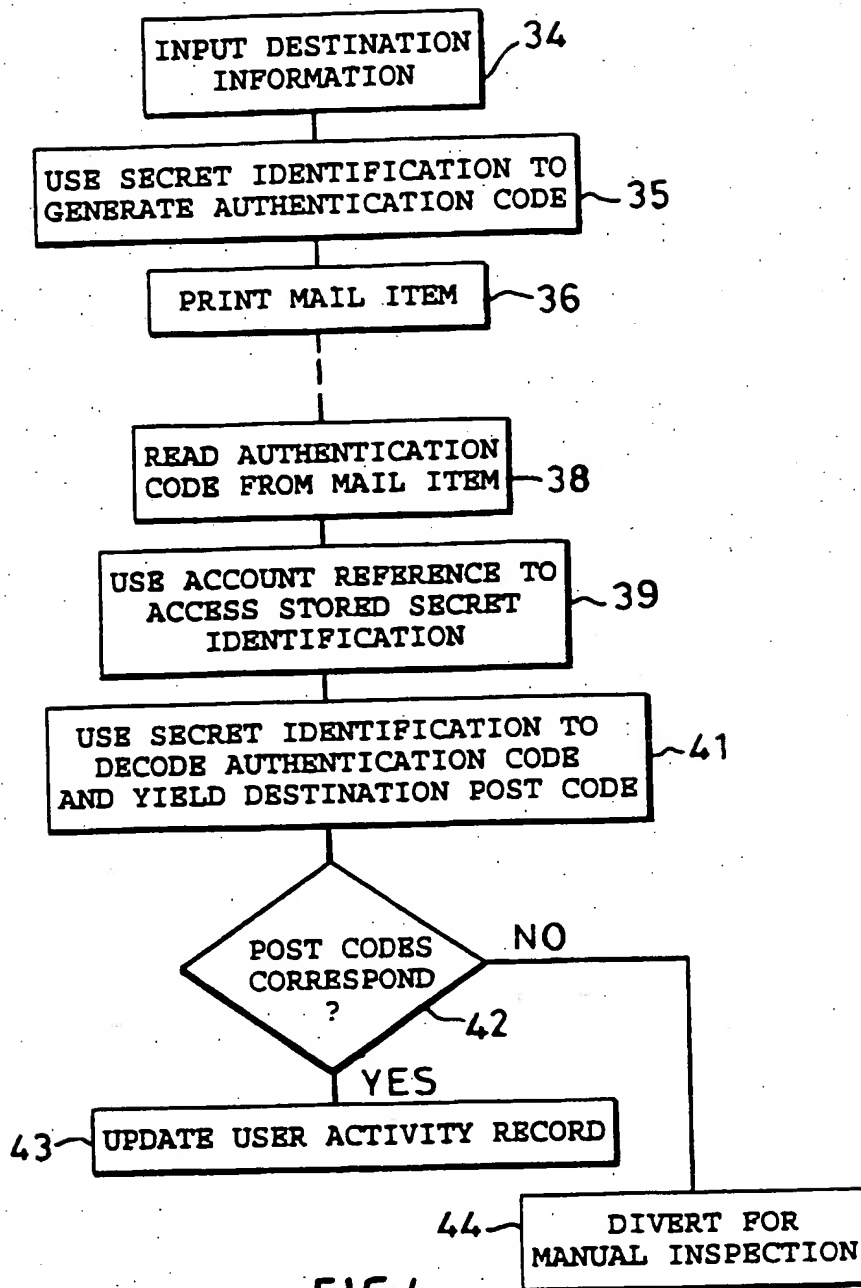 INPUT DESTINATION
INFORMATION
34
USE SECRET IDENTIFICATION TO
GENERATE AUTHENTICATION CODE
35
PRINT MAIL ITEM
36
READ AUTHENTICATION
CODE FROM MAIL ITEM
38
USE ACCOUNT REFERENCE TO
ACCESS STORED SECRET
IDENTIFICATION
39
USE SECRET IDENTIFICATION TO
DECODE AUTHENTICATION CODE
AND YIELD DESTINATION POST CODE
41
POST CODES
CORRESPOND
?
42
NO
YES
43
UPDATE USER ACTIVITY RECORD
44
DIVERT FOR
MANUAL INSPECTION